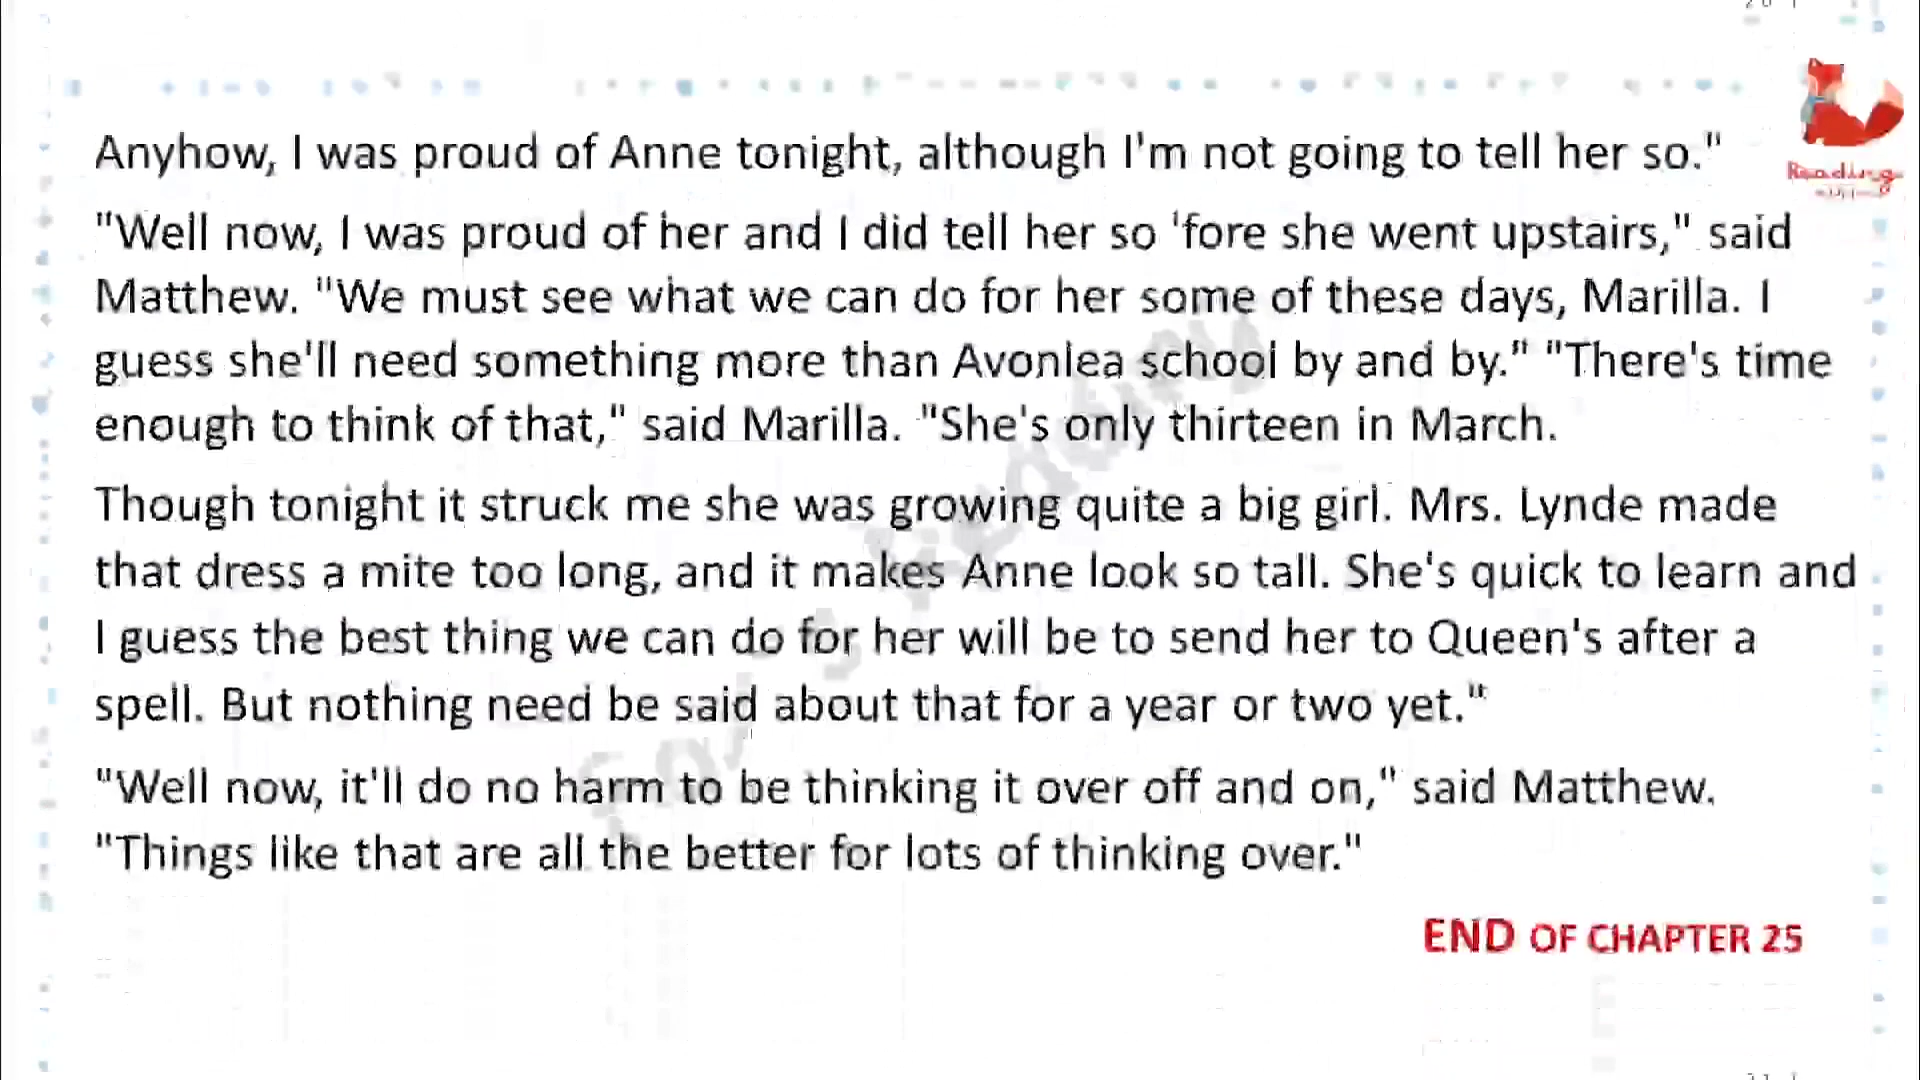 Anyhow, I was proud of Anne tonight, although I'm not going to tell her so."
"Well now, I was proud of her and I did tell her so 'fore she went upstairs," said
Matthew. "We must see what we can do for her some of these days, Marilla. I
guess she'll need something more than Avonlea school by and by." "There's time
enough to think of that," said Marilla. "She's only thirteen in March.
Though tonight it struck me she was growing quite a big girl. Mrs. Lynde made
that dress a mite too long, and it makes Anne look so tall. She's quick to learn and
I guess the best thing we can do for her will be to send her to Queen's after a
spell. But nothing need be said about that for a year or two yet."
"Well now, it'll do no harm to be thinking it over off and on," said Matthew.
"Things like that are all the better for lots of thinking over."
END OF CHAPTER 25
Reading